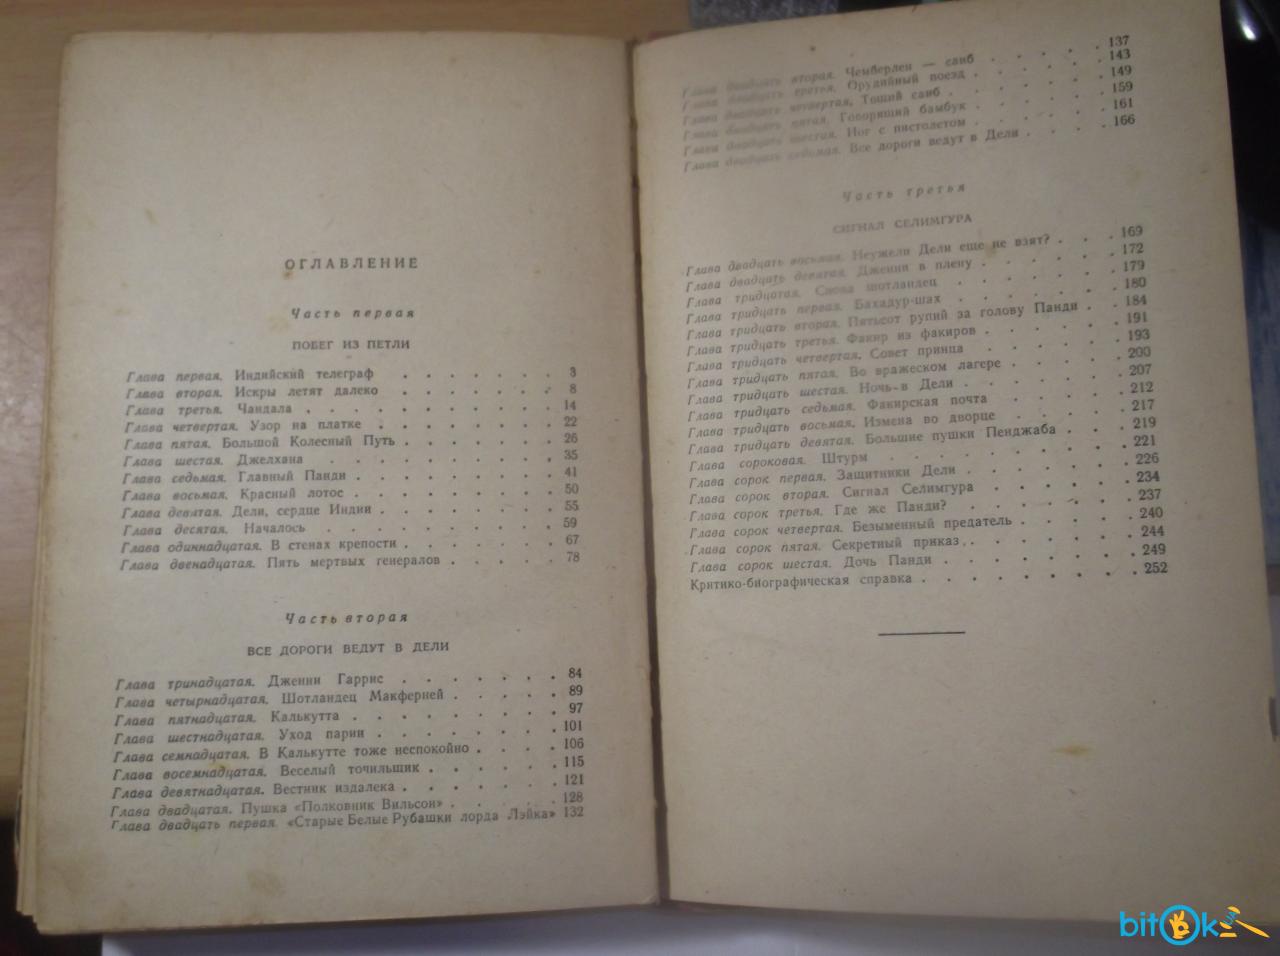 ОГЛАВЛЕНИЕ
Часть первая
ПОБЕГ ИЗ ПЕТЛИ
Глава первая. Индийский телеграф . . . . . . . 3
Глава вторая. Искры летят далеко . . . . . . . 8
Глава третья. Чандала . . . . . . . . . . 14
Глава четвертая. Узор на платке . . . . . . . . 22
Глава пятая. Большой Колесный Путь . . . . . . . 26
Глава шестая. Джелхана . . . . . . . . . 35
Глава седьмая. Главный Панди . . . . . . . . 41
Глава восьмая. Красный лотос . . . . . . . . 50
Глава девятая. Дели, сердце Индии . . . . . . . 55
Глава десятая. Началось . . . . . . . . . 59
Глава одиннадцатая. В стенах крепости . . . . . . 67
Глава двенадцатая. Пять мертвых генералов . . . . . 78
Часть вторая
ВСЕ ДОРОГИ ВЕДУТ В ДЕЛИ
Глава тринадцатая. Дженни Гаррис . . . . . . . 84
Глава четырнадцатая. Шотландец Макферней . . . . . 89
Глава пятнадцатая. Калькутта . . . . . . . . 97
Глава шестнадцатая. Уход парии . . . . . . . . 101
Глава семнадцатая. В Калькутте тоже неспокойно . . . . 106
Глава восемнадцатая. Веселый точильщик . . . . . . 115
Глава девятнадцатая. Вестник издалека . . . . . . 121
Глава двадцатая. Пушка «Полковник Вильсон» . . . . . 128
Глава двадцать первая. «Старые Белые Рубашки лорда Лэйка» 132
Глава двадцать вторая. Чемберлен — саиб . . . . . 137
Глава двадцать третья. Орудийный поезд . . . . . . 143
Глава двадцать четвертая. Тощий саиб . . . . . . 149
Глава двадцать пятая. Говорящий бамбук . . . . . . 159
Глава двадцать шестая. Йог с пистолетом . . . . . 161
Глава двадцать седьмая. Все дороги ведут в Дели . . . . 166
Часть третья
СИГНАЛ СЕЛИМГУРА
Глава двадцать восьмая. Неужели Дели еще не взят? . . . 169
Глава двадцать девятая. Дженни в плену . . . . . . 172
Глава тридцатая. Снова шотландец . . . . . . 179
Глава тридцать первая. Бахадур-шах . . . . . . 180
Глава тридцать вторая. Пятьсот рупий за голову Панди . . 184
Глава тридцать третья. Факир из факиров . . . . . 191
Глава тридцать четвертая. Совет принца . . . . . . 193
Глава тридцать пятая. Во вражеском лагере . . . . . 200
Глава тридцать шестая. Ночь в Дели . . . . . . 207
Глава тридцать седьмая. Факирская почта . . . . . 212
Глава тридцать восьмая. Измена во дворце . . . . . 217
Глава тридцать девятая. Большие пушки Пенджаба . . . 219
Глава сороковая. Штурм . . . . . . . . 221
Глава сорок первая. Защитники Дели . . . . . . 226
Глава сорок вторая. Сигнал Селимгура . . . . . . 234
Глава сорок третья. Где же Панди? . . . . . . 237
Глава сорок четвертая. Безыменный предатель . . . . . 240
Глава сорок пятая. Секретный приказ . . . . . . 244
Глава сорок шестая. Дочь Панди . . . . . . . 249
Критико-биографическая справка . . . . . . . . 252
bitOk